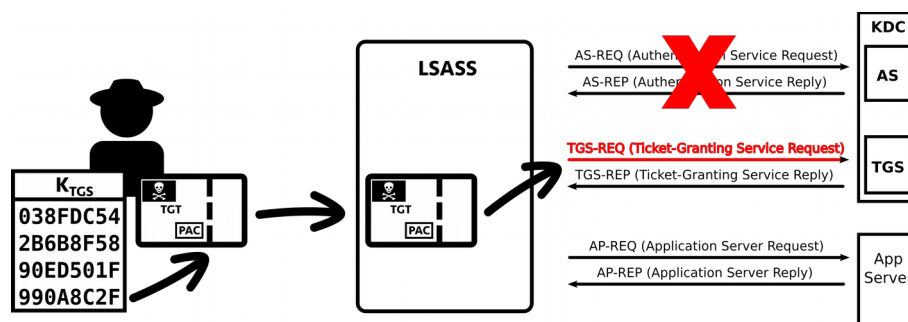 K_TGS
038FDC54
2B6B8F58
90ED501F
990A8C2F
TGT
PAC
LSASS
TGT
PAC
AS-REQ (Authen on Service Request)
AS-REP (Authen on Service Reply)
TGS-REQ (Ticket-Granting Service Request)
TGS-REP (Ticket-Granting Service Reply)
AP-REQ (Application Server Request)
AP-REP (Application Server Reply)
KDC
AS
TGS
App
Server